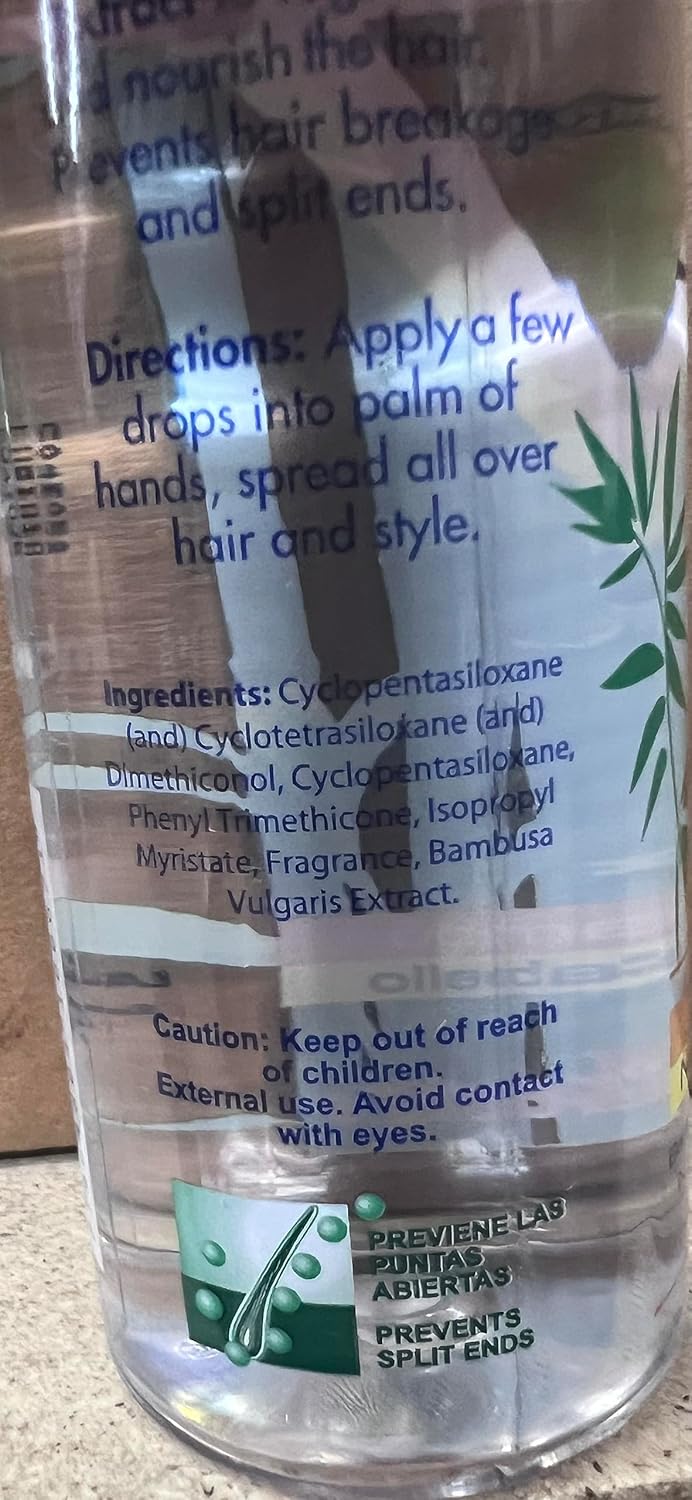 nourish the hair.
Prevents hair breakage
and split ends.
Directions: Apply a few
drops into palm of
hands, spread all over
hair and style.
Ingredients: Cyclopentasiloxane
(and) Cyclotetrasiloxane (and)
Dimethiconol, Cyclopentasiloxane,
Phenyl Trimethicone, Isopropyl
Myristate, Fragrance, Bambusa
Vulgaris Extract.
Caution: Keep out of reach
of children.
External use. Avoid contact
with eyes.
PREVIENE LAS
PUNTAS
ABIERTAS
PREVENTS
SPLIT ENDS